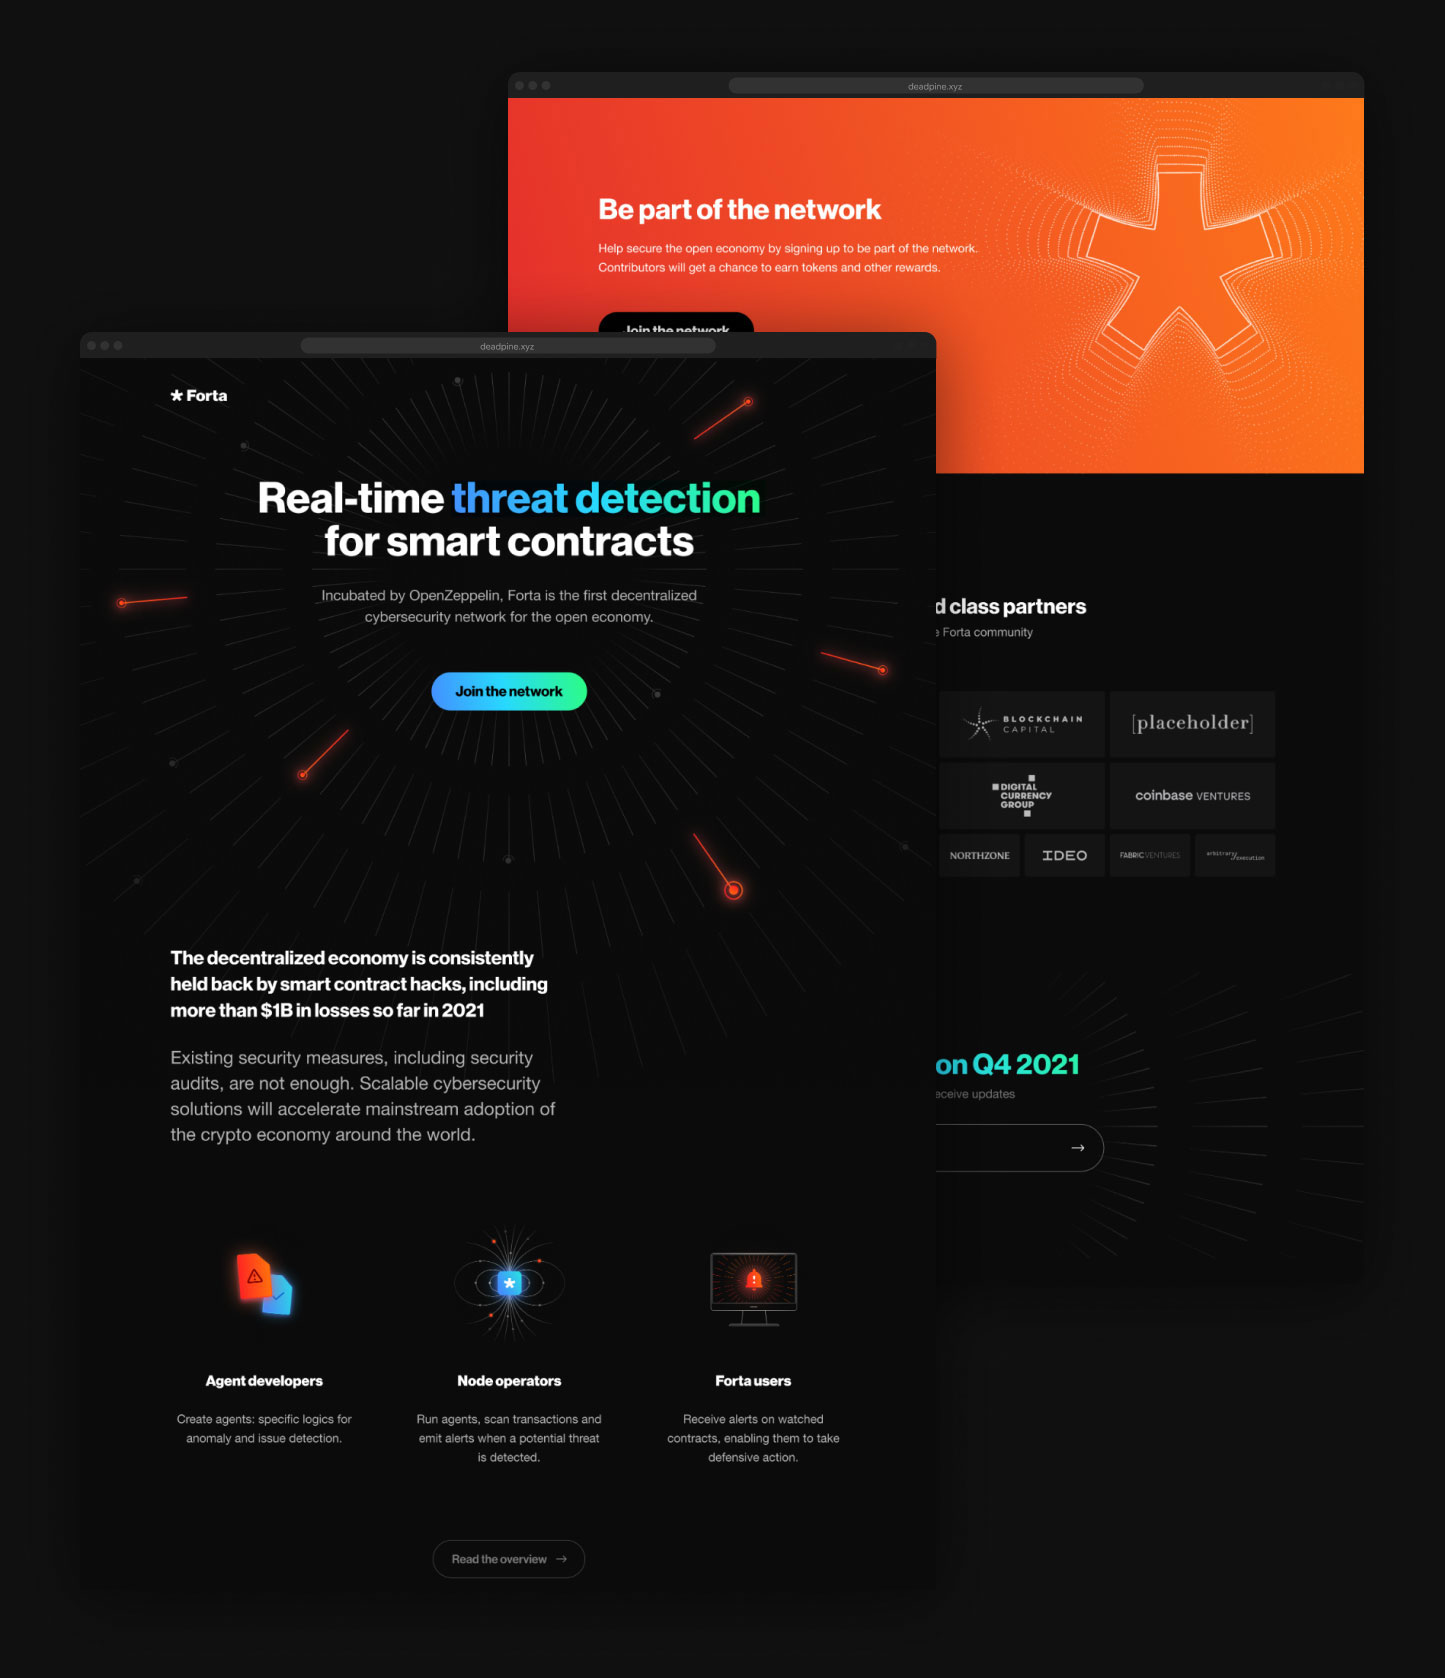 deadpine.xyz
Be part of the network
Help secure the open economy by signing up to be part of the network.
Contributors will get a chance to earn tokens and other rewards.
Join the network
deadpine.xyz
Forta
Real-time threat detection
for smart contracts
Incubated by OpenZeppelin, Forta is the first decentralized
cybersecurity network for the open economy.
Join the network
The decentralized economy is consistently
held back by smart contract hacks, including
more than $1B in losses so far in 2021
Existing security measures, including security
audits, are not enough. Scalable cybersecurity
solutions will accelerate mainstream adoption of
the crypto economy around the world.
Agent developers
Create agents: specific logics for
anomaly and issue detection.
Node operators
Run agents, scan transactions and
emit alerts when a potential threat
is detected.
Forta users
Receive alerts on watched
contracts, enabling them to take
defensive action.
Read the overview →
d class partners
e Forta community
BLOCKCHAIN
CAPITAL
[placeholder]
DIGITAL
CURRENCY
GROUP
coinbase VENTURES
NORTHZONE
IDEO
FABRICVENTURES
arbitrary
execution
on Q4 2021
eceive updates
→